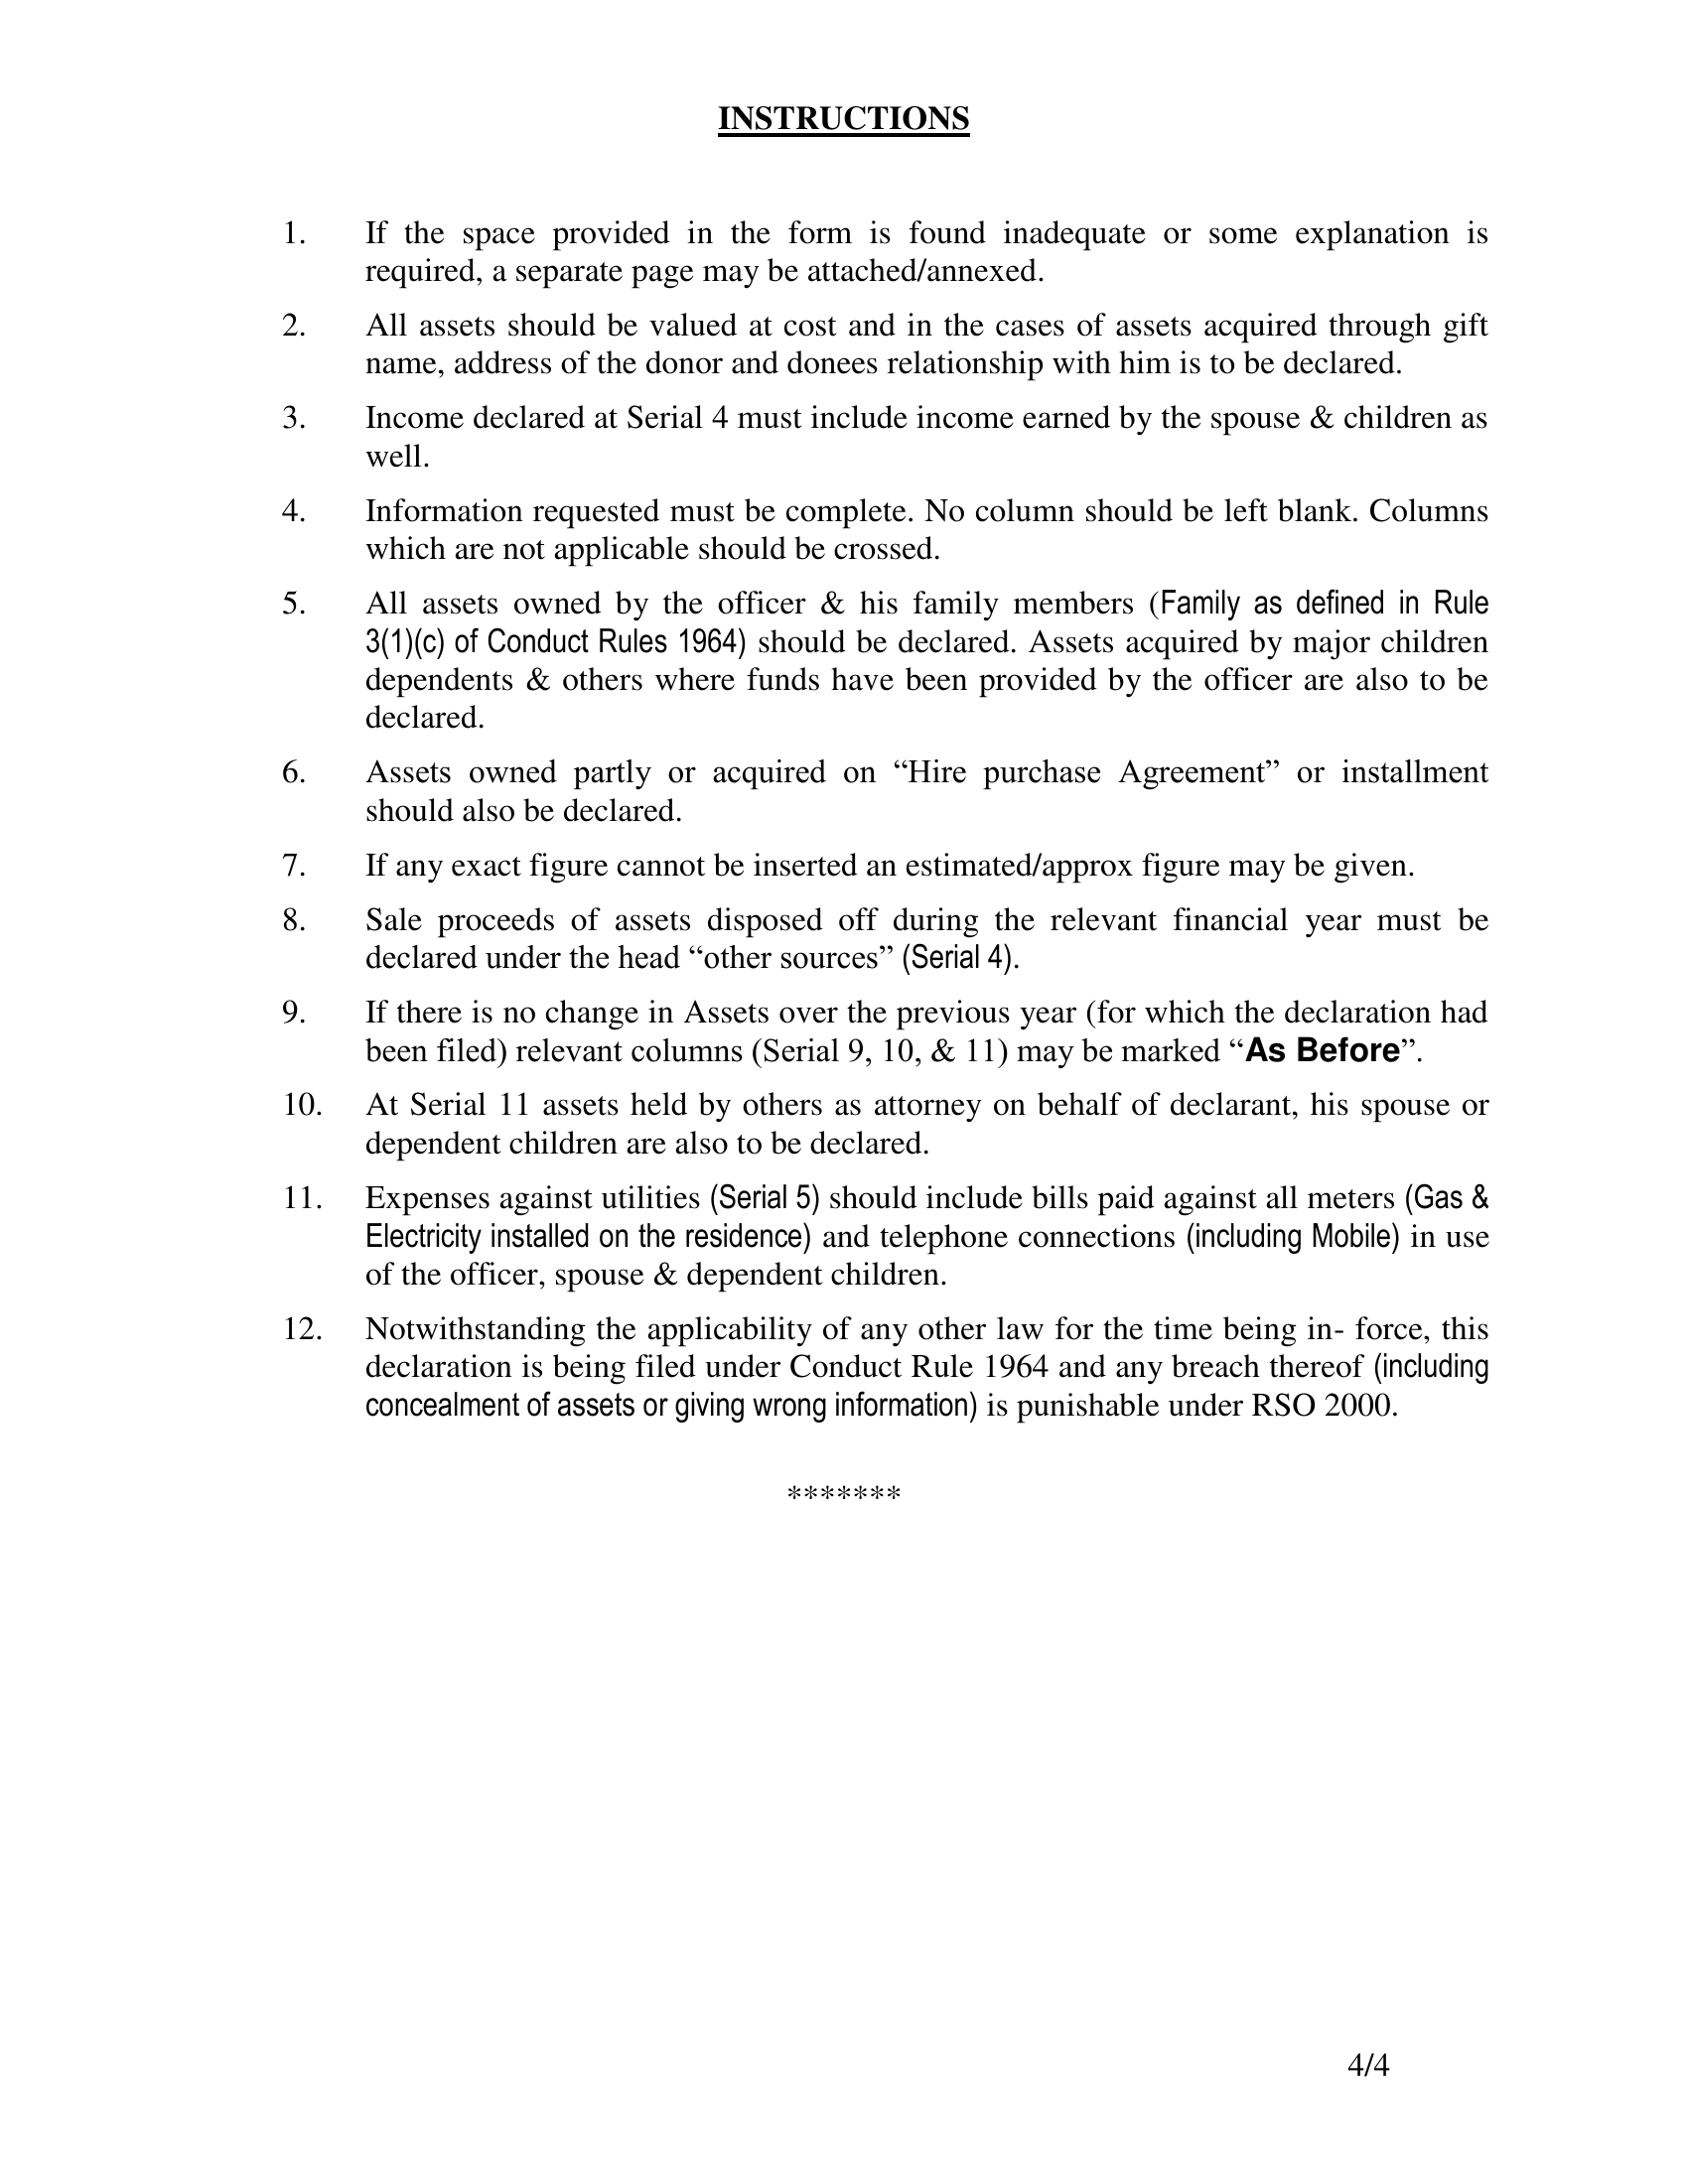 INSTRUCTIONS
1. If the space provided in the form is found inadequate or some explanation is
required, a separate page may be attached/annexed.
2. All assets should be valued at cost and in the cases of assets acquired through gift
name, address of the donor and donees relationship with him is to be declared.
3. Income declared at Serial 4 must include income earned by the spouse & children as
well.
4. Information requested must be complete. No column should be left blank. Columns
which are not applicable should be crossed.
5. All assets owned by the officer & his family members (Family as defined in Rule
3(1)(c) of Conduct Rules 1964) should be declared. Assets acquired by major children
dependents & others where funds have been provided by the officer are also to be
declared.
6. Assets owned partly or acquired on “Hire purchase Agreement” or installment
should also be declared.
7. If any exact figure cannot be inserted an estimated/approx figure may be given.
8. Sale proceeds of assets disposed off during the relevant financial year must be
declared under the head “other sources” (Serial 4).
9. If there is no change in Assets over the previous year (for which the declaration had
been filed) relevant columns (Serial 9, 10, & 11) may be marked “As Before”.
10. At Serial 11 assets held by others as attorney on behalf of declarant, his spouse or
dependent children are also to be declared.
11. Expenses against utilities (Serial 5) should include bills paid against all meters (Gas &
Electricity installed on the residence) and telephone connections (including Mobile) in use
of the officer, spouse & dependent children.
12. Notwithstanding the applicability of any other law for the time being in- force, this
declaration is being filed under Conduct Rule 1964 and any breach thereof (including
concealment of assets or giving wrong information) is punishable under RSO 2000.
*******
4/4